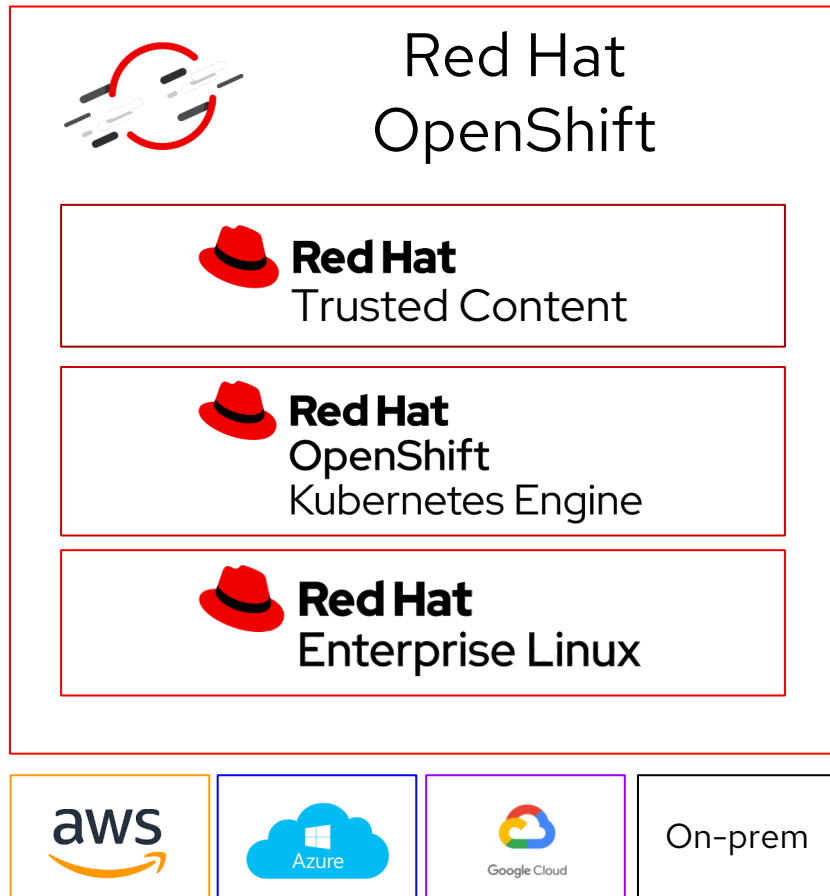 Red Hat
OpenShift
Red Hat
Trusted Content
Red Hat
OpenShift
Kubernetes Engine
Red Hat
Enterprise Linux
aws
Azure
Google Cloud
On-prem